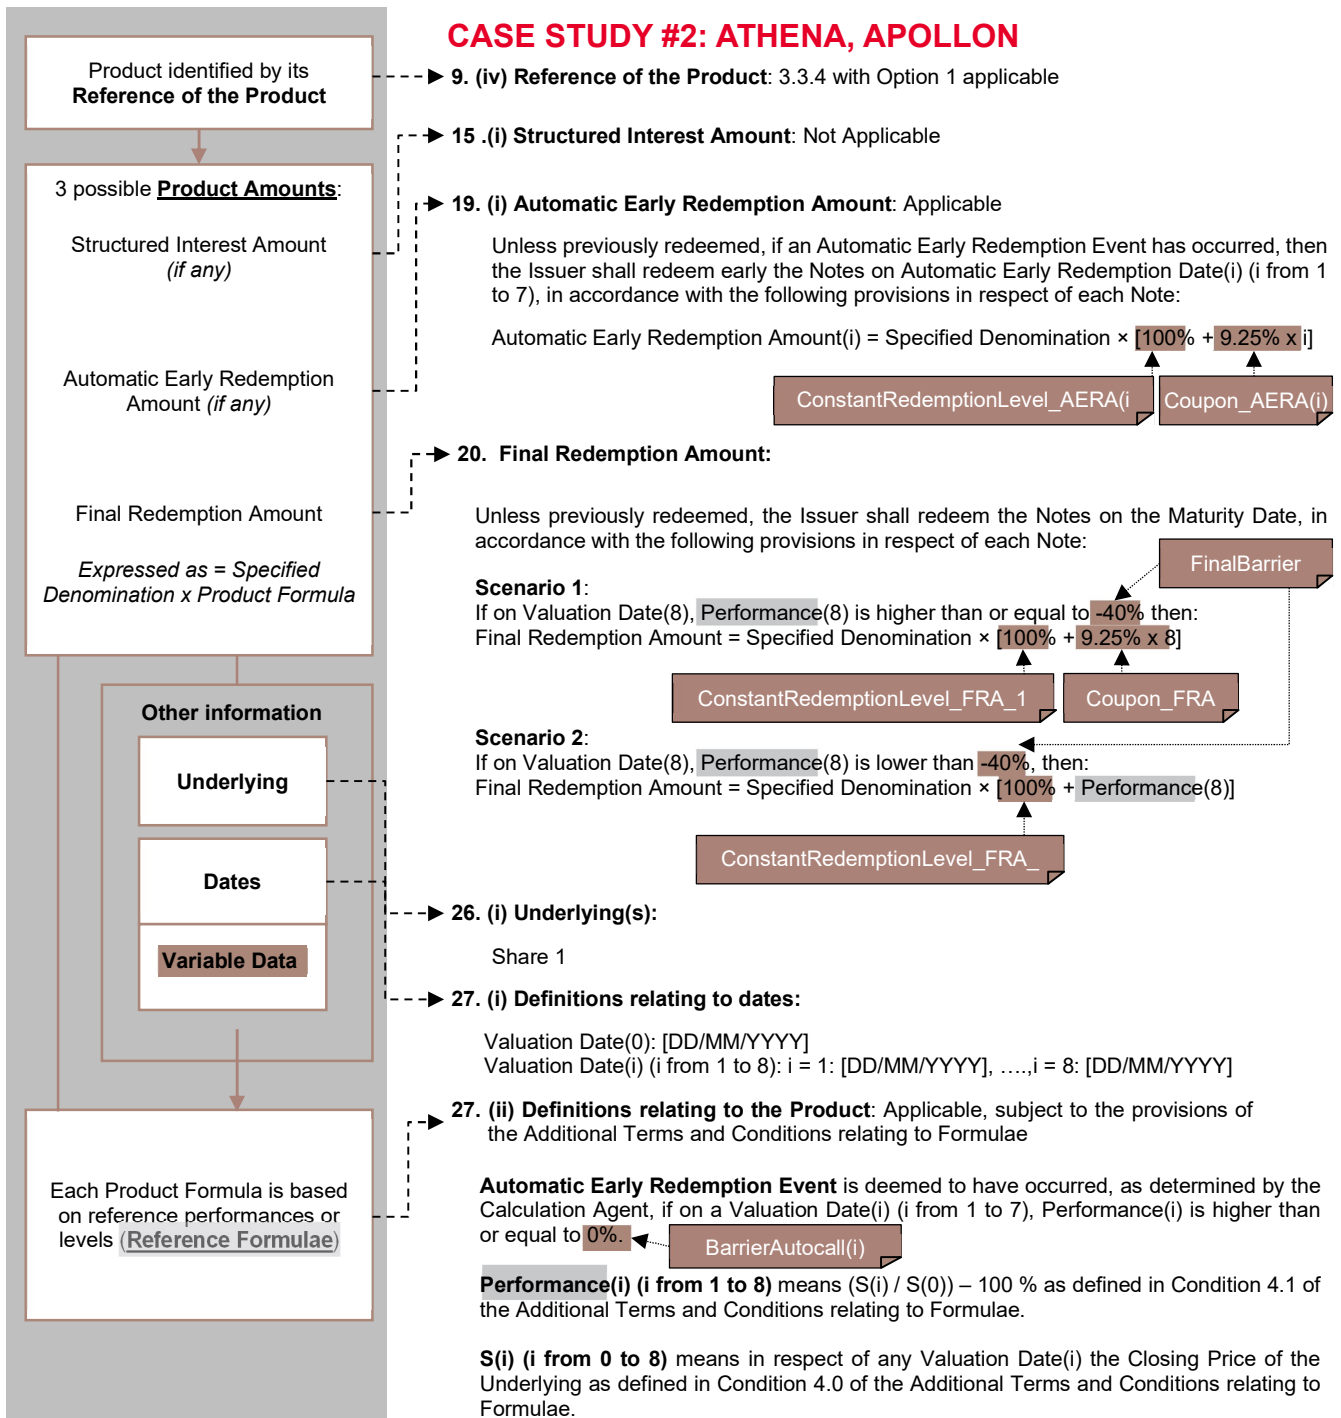 CASE STUDY #2: ATHENA, APOLLON
Product identified by its
Reference of the Product
9. (iv) Reference of the Product: 3.3.4 with Option 1 applicable
15 .(i) Structured Interest Amount: Not Applicable
3 possible Product Amounts:
Structured Interest Amount
(if any)
Automatic Early Redemption
Amount (if any)
Final Redemption Amount
Expressed as = Specified
Denomination x Product Formula
19. (i) Automatic Early Redemption Amount: Applicable
Unless previously redeemed, if an Automatic Early Redemption Event has occurred, then
the Issuer shall redeem early the Notes on Automatic Early Redemption Date(i) (i from 1
to 7), in accordance with the following provisions in respect of each Note:
Automatic Early Redemption Amount(i) = Specified Denomination × [100% + 9.25% x i]
ConstantRedemptionLevel_AERA(i
Coupon_AERA(i)
20. Final Redemption Amount:
Unless previously redeemed, the Issuer shall redeem the Notes on the Maturity Date, in
accordance with the following provisions in respect of each Note:
FinalBarrier
Scenario 1:
If on Valuation Date(8), Performance(8) is higher than or equal to -40% then:
Final Redemption Amount = Specified Denomination × [100% + 9.25% x 8]
ConstantRedemptionLevel_FRA_1
Coupon_FRA
Scenario 2:
If on Valuation Date(8), Performance(8) is lower than -40%, then:
Final Redemption Amount = Specified Denomination × [100% + Performance(8)]
ConstantRedemptionLevel_FRA_
Other information
Underlying
Dates
Variable Data
26. (i) Underlying(s):
Share 1
27. (i) Definitions relating to dates:
Valuation Date(0): [DD/MM/YYYY]
Valuation Date(i) (i from 1 to 8): i = 1: [DD/MM/YYYY], ….,i = 8: [DD/MM/YYYY]
27. (ii) Definitions relating to the Product: Applicable, subject to the provisions of
the Additional Terms and Conditions relating to Formulae
Each Product Formula is based
on reference performances or
levels (Reference Formulae)
Automatic Early Redemption Event is deemed to have occurred, as determined by the
Calculation Agent, if on a Valuation Date(i) (i from 1 to 7), Performance(i) is higher than
or equal to 0%.
BarrierAutocall(i)
Performance(i) (i from 1 to 8) means (S(i) / S(0)) – 100 % as defined in Condition 4.1 of
the Additional Terms and Conditions relating to Formulae.
S(i) (i from 0 to 8) means in respect of any Valuation Date(i) the Closing Price of the
Underlying as defined in Condition 4.0 of the Additional Terms and Conditions relating to
Formulae.